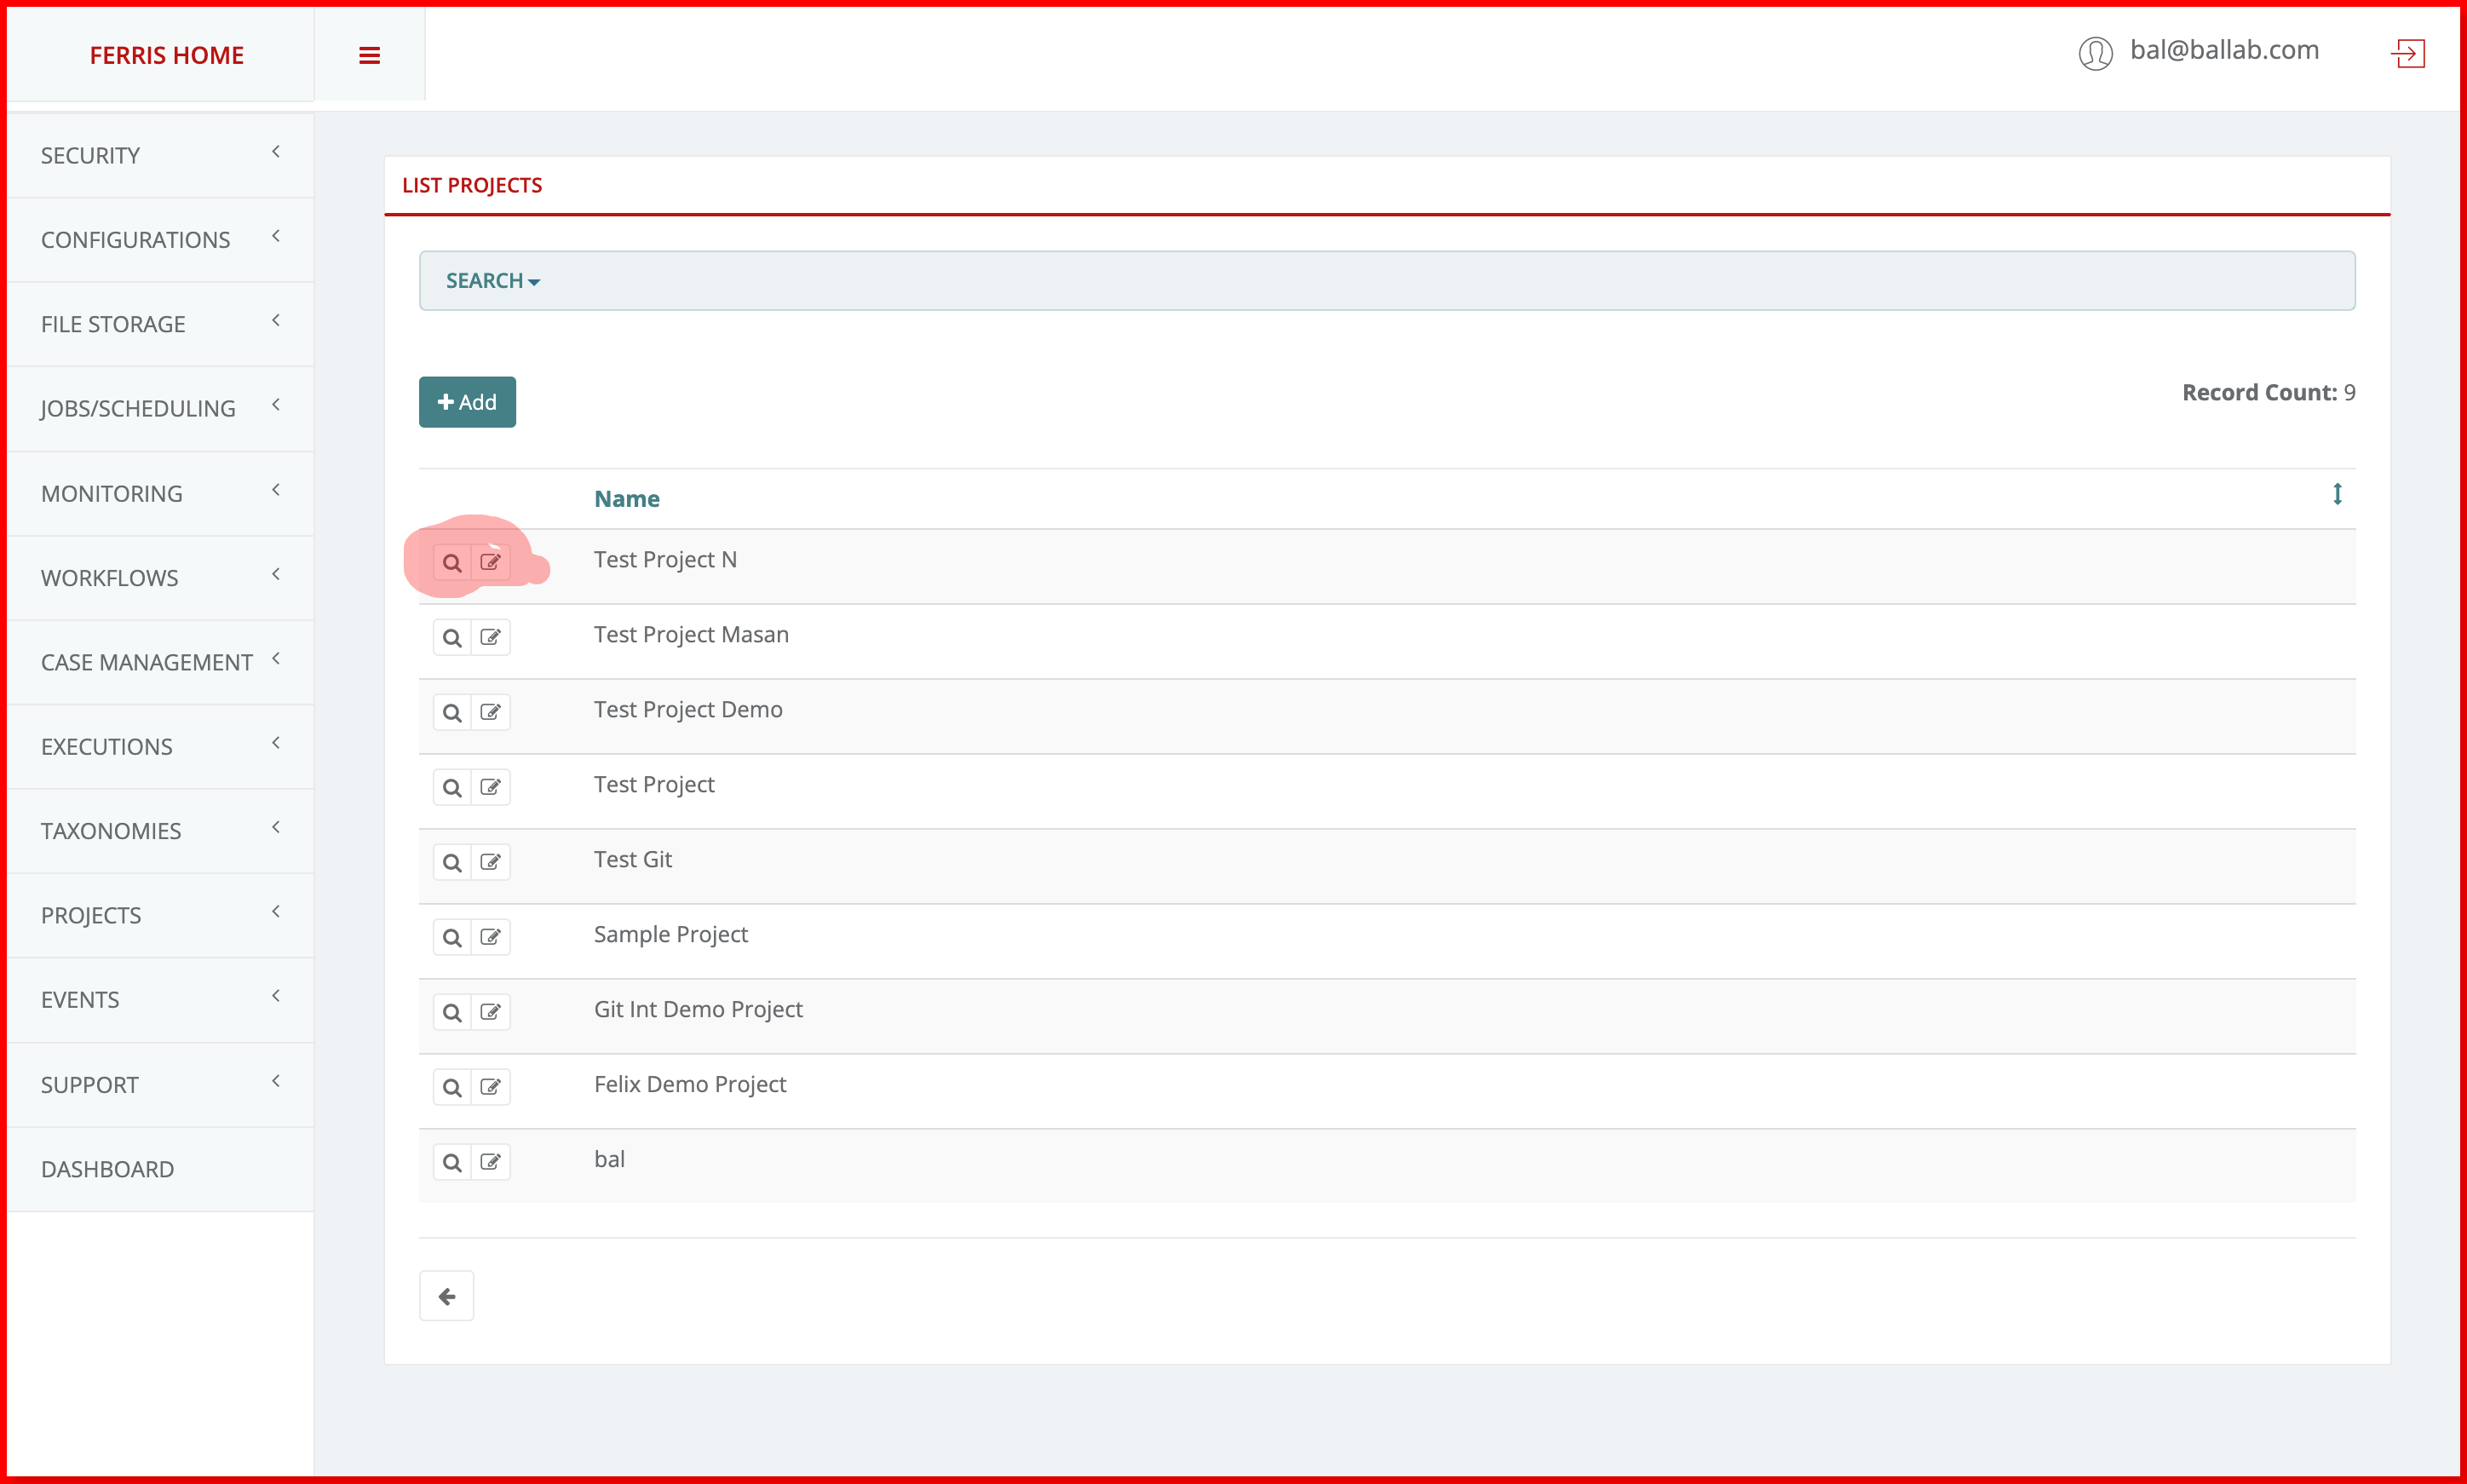 FERRIS HOME
bal@ballab.com
SECURITY
CONFIGURATIONS
FILE STORAGE
JOBS/SCHEDULING
MONITORING
WORKFLOWS
CASE MANAGEMENT
EXECUTIONS
TAXONOMIES
PROJECTS
EVENTS
SUPPORT
DASHBOARD
LIST PROJECTS
SEARCH
Add
Record Count: 9
Name
Test Project N
Test Project Masan
Test Project Demo
Test Project
Test Git
Sample Project
Git Int Demo Project
Felix Demo Project
bal